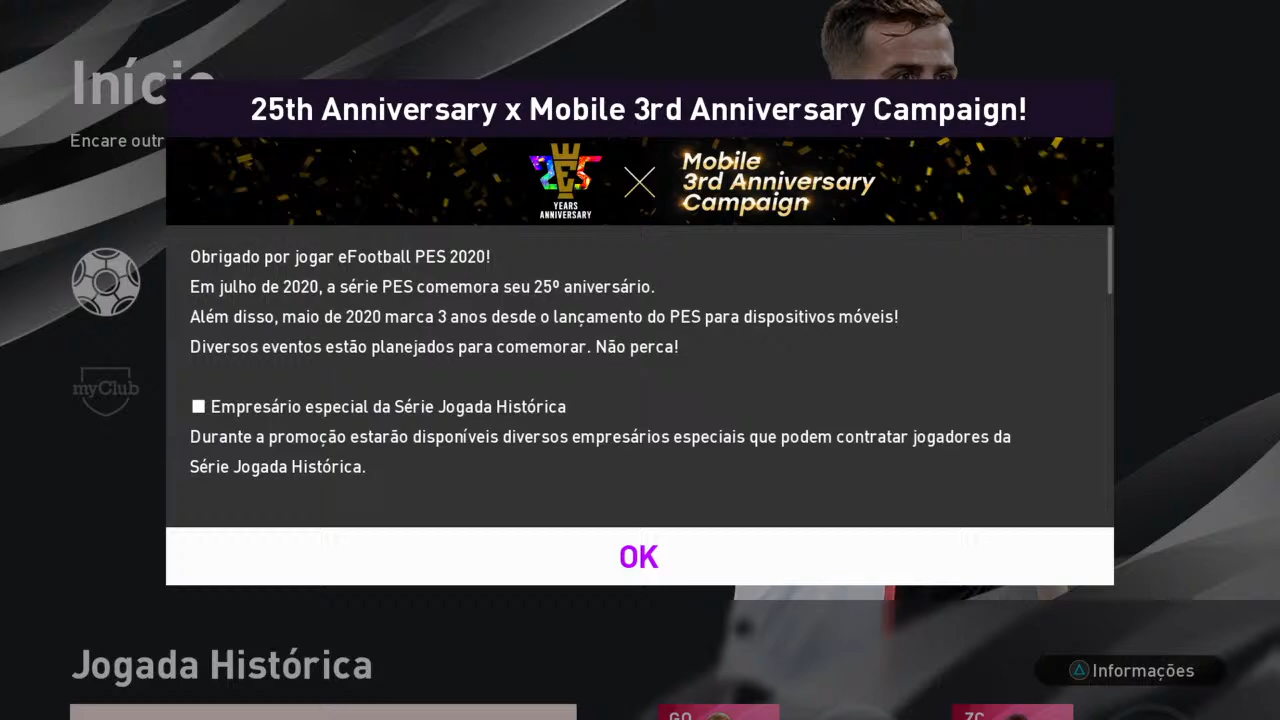 Iníci
Encare outr
25th Anniversary x Mobile 3rd Anniversary Campaign!
25
YEARS
ANNIVERSARY
Mobile
3rd Anniversary
Campaign
Obrigado por jogar eFootball PES 2020!
Em julho de 2020, a série PES comemora seu 25º aniversário.
Além disso, maio de 2020 marca 3 anos desde o lançamento do PES para dispositivos móveis!
Diversos eventos estão planejados para comemorar. Não perca!
myClub
■ Empresário especial da Série Jogada Histórica
Durante a promoção estarão disponíveis diversos empresários especiais que podem contratar jogadores da
Série Jogada Histórica.
OK
Jogada Histórica
Informações
GO
ZC